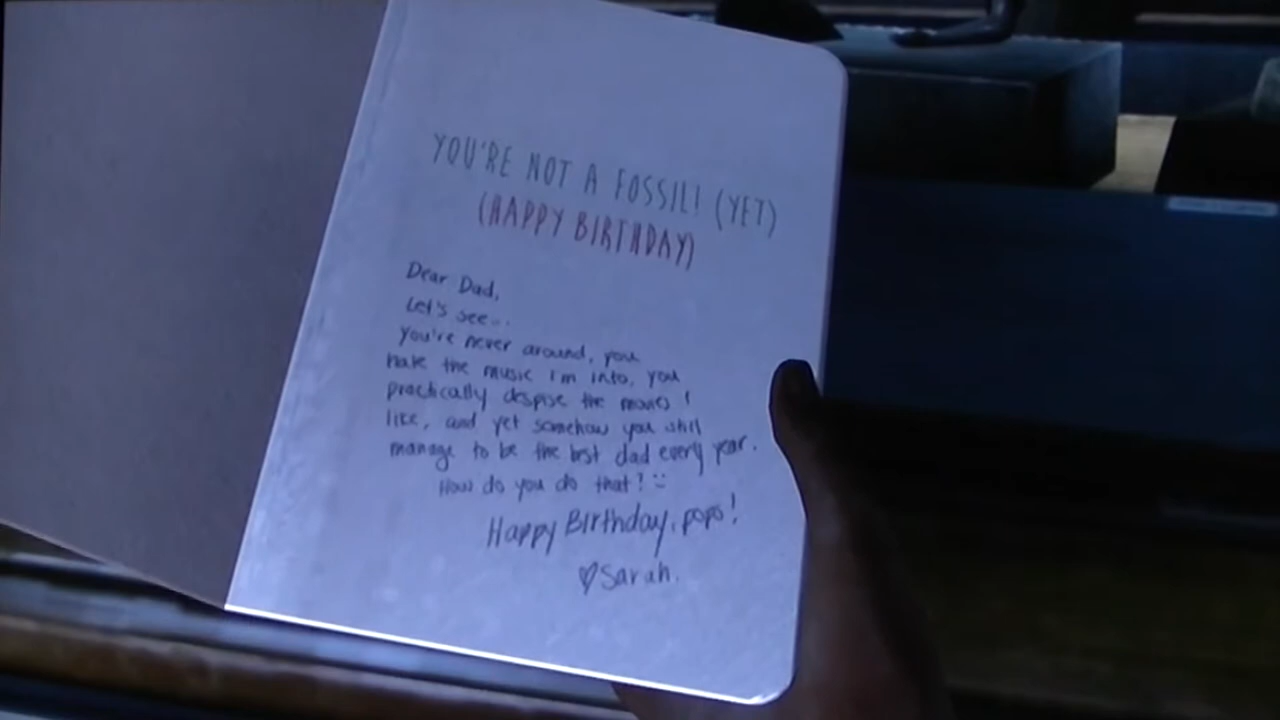 YOU'RE NOT A FOSSIL! (YET)
(HAPPY BIRTHDAY)
Dear Dad,
Let's see...
you're never around, you
hate the music I'm into, you
practically despise the movies I
like, and yet somehow you still
manage to be the best dad every year.
How do you do that? :)
Happy Birthday, pops!
♡Sarah.